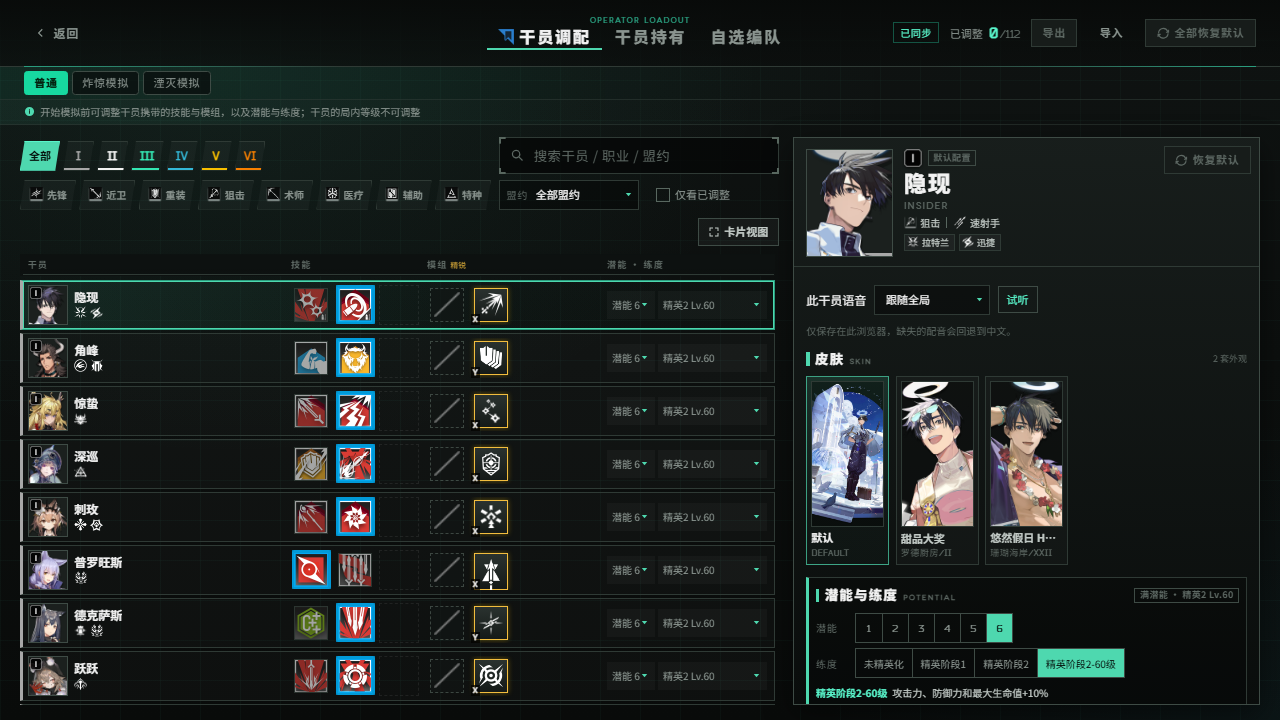 返回
OPERATOR LOADOUT
干员调配 干员持有 自选编队
已同步 已调整 0/112 导出 导入 全部恢复默认
普通 炸惊模拟 湮灭模拟
开始模拟前可调整干员携带的技能与模组，以及潜能与练度；干员的局内等级不可调整
全部 I II III IV V VI
搜索干员 / 职业 / 盟约
先锋 近卫 重装 狙击 术师 医疗 辅助 特种
盟约 全部盟约 仅看已调整
卡片视图
干员 技能 模组 精锐 潜能 · 练度
I 隐现 X 潜能 6 精英2 Lv.60
I 角峰 Y 潜能 6 精英2 Lv.60
I 惊蛰 X 潜能 6 精英2 Lv.60
I 深巡 X 潜能 6 精英2 Lv.60
I 刺玫 X 潜能 6 精英2 Lv.60
I 普罗旺斯 X 潜能 6 精英2 Lv.60
I 德克萨斯 Y 潜能 6 精英2 Lv.60
I 跃跃 X 潜能 6 精英2 Lv.60
I 默认配置 恢复默认
隐现
INSIDER
狙击 速射手
拉特兰 迅捷
此干员语音 跟随全局 试听
仅保存在此浏览器，缺失的配音会回退到中文。
皮肤 SKIN 2 套外观
默认 甜品大奖 悠然假日 H…
DEFAULT 罗德厨房/II 珊瑚海岸/XXII
潜能与练度 POTENTIAL 满潜能 · 精英2 Lv.60
潜能 1 2 3 4 5 6
练度 未精英化 精英阶段1 精英阶段2 精英阶段2-60级
精英阶段2-60级 攻击力、防御力和最大生命值+10%